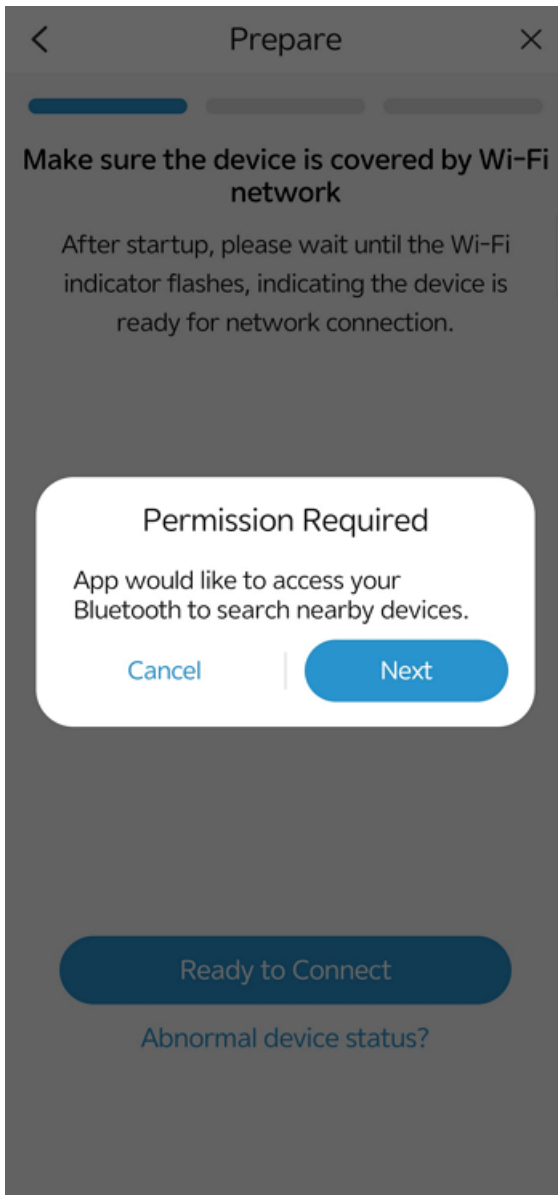 Prepare
Make sure the device is covered by Wi-Fi
network
After startup, please wait until the Wi-Fi
indicator flashes, indicating the device is
ready for network connection.
Permission Required
App would like to access your
Bluetooth to search nearby devices.
Cancel
Next
Ready to Connect
Abnormal device status?